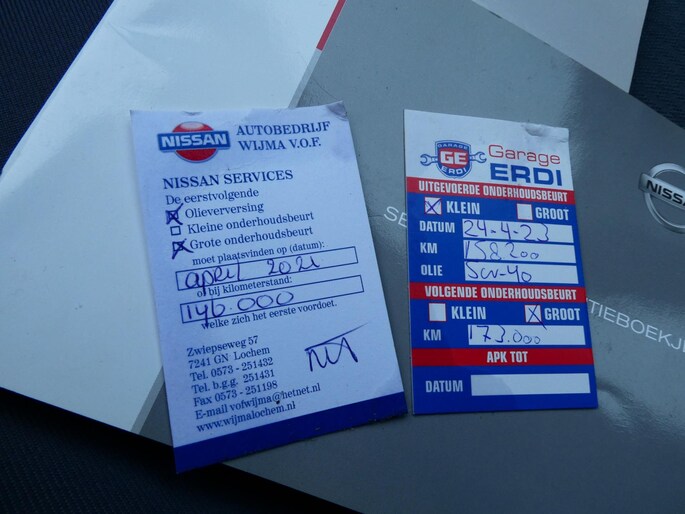 NISSAN
AUTOBEDRIJF
WIJMA V.O.F.
NISSAN SERVICES
De eerstvolgende
Olieverversing
Kleine onderhoudsbeurt
Grote onderhoudsbeurt
moet plaatsvinden op (datum):
april 2021
of bij kilometerstand:
146.000
welke zich het eerste voordoet.
Zwiepseweg 57
7241 GN Lochem
Tel. 0573 - 251432
Tel. b.g.g. 251431
Fax 0573 - 251198
E-mail vofwijma@hetnet.nl
www.wijmalochem.nl
GARAGE
GE
ERDI
Garage
ERDI
UITGEVOERDE ONDERHOUDSBEURT
X KLEIN GROOT
DATUM 24-4-23
KM 158,200
OLIE 5W-40
VOLGENDE ONDERHOUDSBEURT
KLEIN X GROOT
KM 173.000
APK TOT
DATUM
SE
TIEBOEKJE
NISSAN